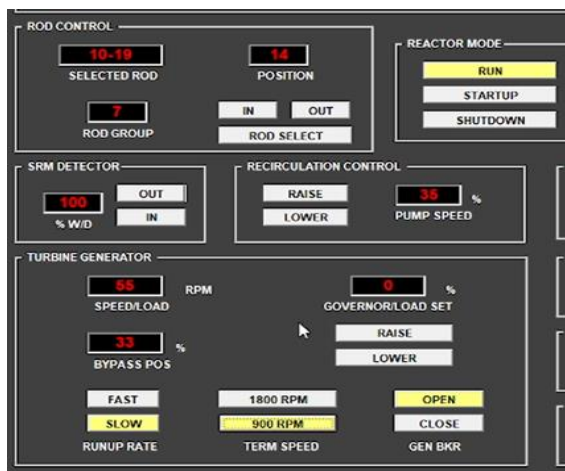 ROD CONTROL
10-19
SELECTED ROD
14
POSITION
7
ROD GROUP
IN
OUT
ROD SELECT
REACTOR MODE
RUN
STARTUP
SHUTDOWN
SRM DETECTOR
100
% W/D
OUT
IN
RECIRCULATION CONTROL
RAISE
LOWER
35 %
PUMP SPEED
TURBINE GENERATOR
55 RPM
SPEED/LOAD
0 %
GOVERNOR/LOAD SET
33 %
BYPASS POS
RAISE
LOWER
FAST
SLOW
RUNUP RATE
1800 RPM
900 RPM
TERM SPEED
OPEN
CLOSE
GEN BKR